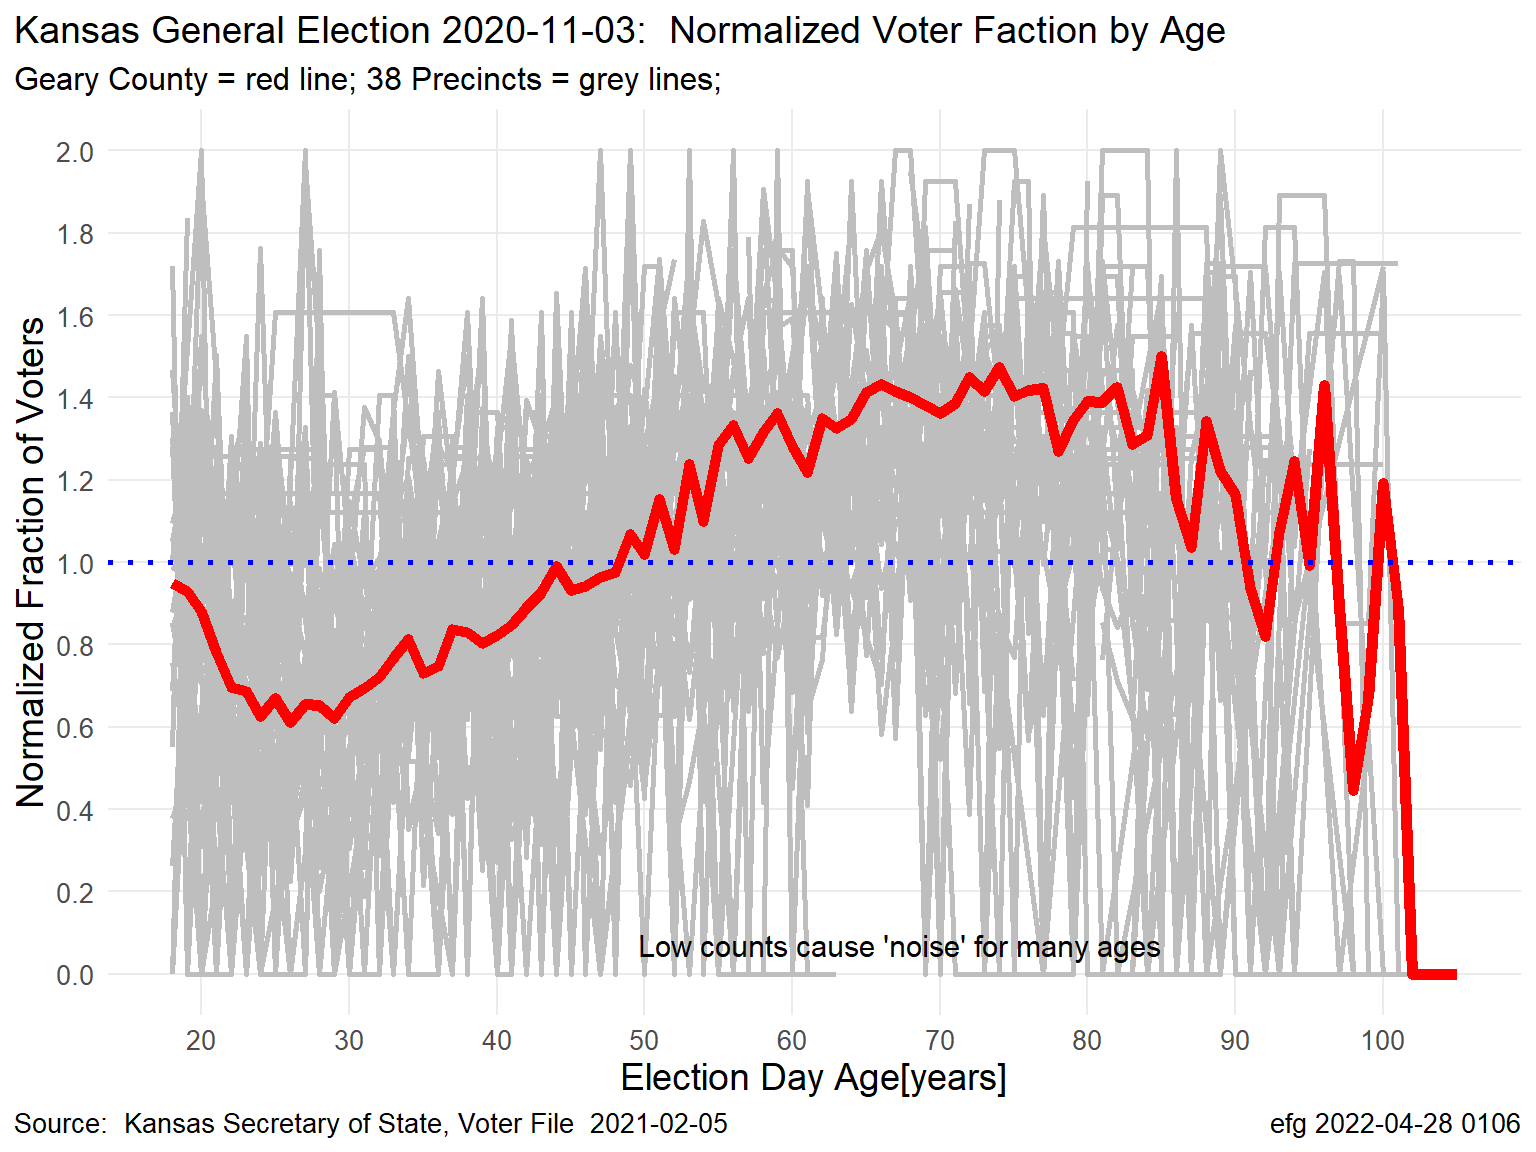 Kansas General Election 2020-11-03:  Normalized Voter Faction by Age
Geary County = red line; 38 Precincts = grey lines;
Normalized Fraction of Voters
2.0
1.8
1.6
1.4
1.2
1.0
0.8
0.6
0.4
0.2
0.0
Low counts cause 'noise' for many ages
20 30 40 50 60 70 80 90 100
Election Day Age[years]
Source:  Kansas Secretary of State, Voter File  2021-02-05
efg 2022-04-28 0106